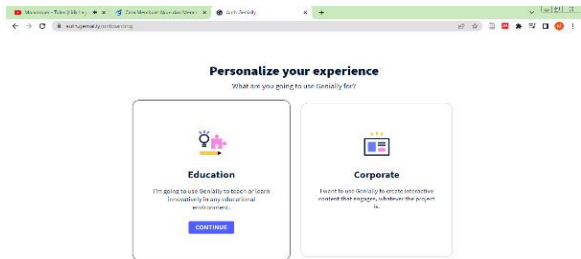 Auth Genially
Personalize your experience
What are you going to use Genially for?
Education
I'm going to use Genially to teach or learn
innovatively in any educational
environment.
CONTINUE
Corporate
I want to use Genially to create interactive
content that engages, whatever the project
is.